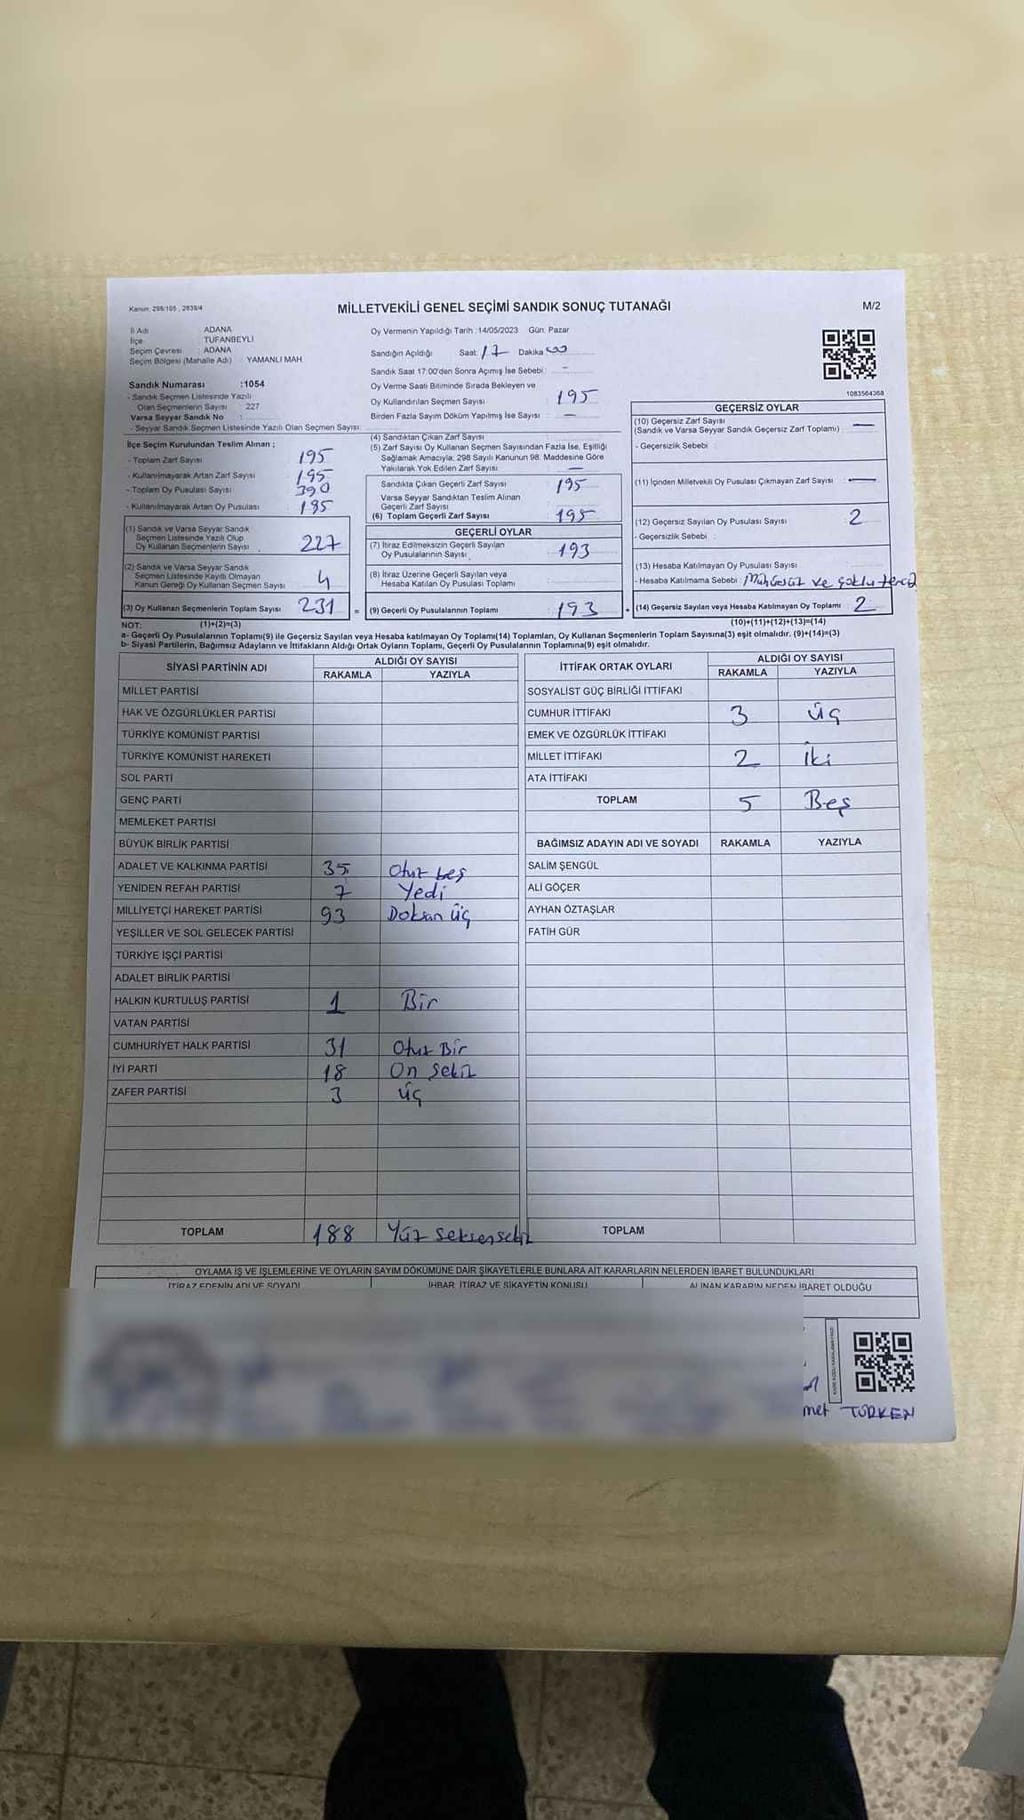 Kanun: 298/105 , 2839/4
MİLLETVEKİLİ GENEL SEÇİMİ SANDIK SONUÇ TUTANAĞI
M/2
İl Adı ADANA
İlçe TUFANBEYLİ
Seçim Çevresi ADANA
Seçim Bölgesi (Mahalle Adı) YAMANLI MAH.
Sandık Numarası :1054
- Sandık Seçmen Listesinde Yazılı
Olan Seçmenlerin Sayısı 227
Varsa Seyyar Sandık No :
- Seyyar Sandık Seçmen Listesinde Yazılı Olan Seçmen Sayısı:
Oy Vermenin Yapıldığı Tarih :14/05/2023 Gün: Pazar
Sandığın Açıldığı Saat: 17 Dakika 00
Sandık Saat 17:00'den Sonra Açımış İse Sebebi : -
Oy Verme Saati Bitiminde Sırada Bekleyen ve
Oy Kullandırılan Seçmen Sayısı 195
Birden Fazla Sayım Döküm Yapılmış İse Sayısı : —
1083564368
İlçe Seçim Kurulundan Teslim Alınan ;
- Toplam Zarf Sayısı 195
- Kullanılmayarak Artan Zarf Sayısı 195
- Toplam Oy Pusulası Sayısı 390
- Kullanılmayarak Artan Oy Pusulası 195
(1) Sandık ve Varsa Seyyar Sandık
Seçmen Listesinde Yazılı Olup
Oy Kullanan Seçmenlerin Sayısı 227
(2) Sandık ve Varsa Seyyar Sandık
Seçmen Listesinde Kayıtlı Olmayan
Kanun Gereği Oy Kullanan Seçmen Sayısı 4
(3) Oy Kullanan Seçmenlerin Toplam Sayısı 231 =
(4) Sandıktan Çıkan Zarf Sayısı
(5) Zarf Sayısı Oy Kullanan Seçmen Sayısından Fazla İse, Eşitliği
Sağlamak Amacıyla, 298 Sayılı Kanunun 98. Maddesine Göre
Yakılarak Yok Edilen Zarf Sayısı —
Sandıkta Çıkan Geçerli Zarf Sayısı 195
Varsa Seyyar Sandıktan Teslim Alınan
Geçerli Zarf Sayısı
(6) Toplam Geçerli Zarf Sayısı 195
GEÇERLİ OYLAR
(7) İtiraz Edilmeksizin Geçerli Sayılan
Oy Pusulalarının Sayısı 193
(8) İtiraz Üzerine Geçerli Sayılan veya
Hesaba Katılan Oy Pusulası Toplamı
(9) Geçerli Oy Pusulalarının Toplamı 193
GEÇERSİZ OYLAR
(10) Geçersiz Zarf Sayısı
(Sandık ve Varsa Seyyar Sandık Geçersiz Zarf Toplamı) —
- Geçersizlik Sebebi
(11) İçinden Milletvekili Oy Pusulası Çıkmayan Zarf Sayısı —
(12) Geçersiz Sayılan Oy Pusulası Sayısı 2
- Geçersizlik Sebebi
(13) Hesaba Katılmayan Oy Pusulası Sayısı
- Hesaba Katılmama Sebebi ve
(14) Geçersiz Sayılan veya Hesaba Katılmayan Oy Toplamı 2
NOT: (1)+(2)=(3)
(10)+(11)+(12)+(13)=(14)
a- Geçerli Oy Pusulalarının Toplamı(9) ile Geçersiz Sayılan veya Hesaba katılmayan Oy Toplamı(14) Toplamları, Oy Kullanan Seçmenlerin Toplam Sayısına(3) eşit olmalıdır. (9)+(14)=(3)
b- Siyasi Partilerin, Bağımsız Adayların ve İttifakların Aldığı Ortak Oyların Toplamı, Geçerli Oy Pusulalarının Toplamına(9) eşit olmalıdır.
SİYASİ PARTİNİN ADI
ALDIĞI OY SAYISI
RAKAMLA YAZIYLA
MİLLET PARTİSİ
HAK VE ÖZGÜRLÜKLER PARTİSİ
TÜRKİYE KOMÜNİST PARTİSİ
TÜRKİYE KOMÜNİST HAREKETİ
SOL PARTİ
GENÇ PARTİ
MEMLEKET PARTİSİ
BÜYÜK BİRLİK PARTİSİ
ADALET VE KALKINMA PARTİSİ 35 Otuz beş
YENİDEN REFAH PARTİSİ 7 Yedi
MİLLİYETÇİ HAREKET PARTİSİ 93 Doksan üç
YEŞİLLER VE SOL GELECEK PARTİSİ
TÜRKİYE İŞÇİ PARTİSİ
ADALET BİRLİK PARTİSİ
HALKIN KURTULUŞ PARTİSİ 1 Bir
VATAN PARTİSİ
CUMHURİYET HALK PARTİSİ 31 Otuz Bir
İYİ PARTİ 18 On sekiz
ZAFER PARTİSİ 3 üç
TOPLAM 188 Yüz seksensekiz
İTTİFAK ORTAK OYLARI
ALDIĞI OY SAYISI
RAKAMLA YAZIYLA
SOSYALİST GÜÇ BİRLİĞİ İTTİFAKI
CUMHUR İTTİFAKI 3 üç
EMEK VE ÖZGÜRLÜK İTTİFAKI
MİLLET İTTİFAKI 2 İki
ATA İTTİFAKI
TOPLAM 5 Beş
BAĞIMSIZ ADAYIN ADI VE SOYADI RAKAMLA YAZIYLA
SALİM ŞENGÜL
ALİ GÖÇER
AYHAN ÖZTAŞLAR
FATİH GÜR
TOPLAM
OYLAMA İŞ VE İŞLEMLERİNE VE OYLARIN SAYIM DÖKÜMÜNE DAİR ŞİKAYETLERLE BUNLARA AİT KARARLARIN NELERDEN İBARET BULUNDUKLARI
İTİRAZ EDENİN ADI VE SOYADI İHBAR, İTİRAZ VE ŞİKAYETİN KONUSU ALINAN KARARIN NEDEN İBARET OLDUĞU
met TÜRKEN